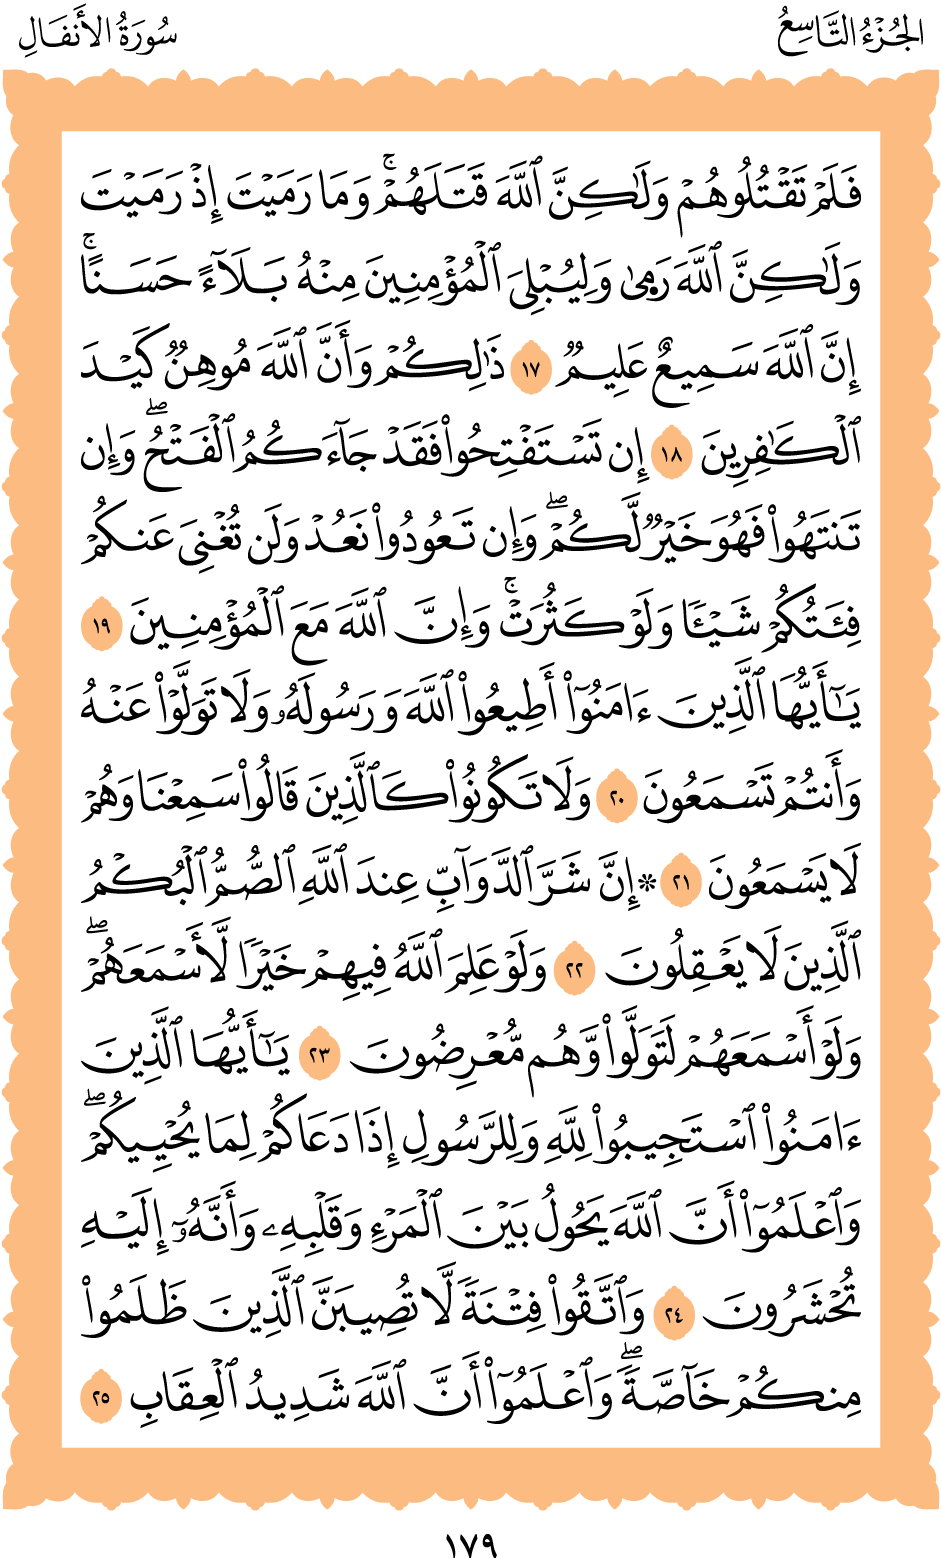 الجُزْءُ التَّاسِعُ
سُورَةُ الأَنفَالِ
فَلَمْ تَقْتُلُوهُمْ وَلَٰكِنَّ ٱللَّهَ قَتَلَهُمْۚ وَمَا رَمَيْتَ إِذْ رَمَيْتَ
وَلَٰكِنَّ ٱللَّهَ رَمَىٰ وَلِيُبْلِيَ ٱلْمُؤْمِنِينَ مِنْهُ بَلَآءً حَسَنًاۚ
إِنَّ ٱللَّهَ سَمِيعٌ عَلِيمٌ ١٧ ذَٰلِكُمْ وَأَنَّ ٱللَّهَ مُوهِنُ كَيْدَ
ٱلْكَٰفِرِينَ ١٨ إِن تَسْتَفْتِحُوا۟ فَقَدْ جَآءَكُمُ ٱلْفَتْحُۖ وَإِن
تَنتَهُوا۟ فَهُوَ خَيْرٌ لَّكُمْۖ وَإِن تَعُودُوا۟ نَعُدْ وَلَن تُغْنِيَ عَنكُمْ
فِئَتُكُمْ شَيْـًٔا وَلَوْ كَثُرَتْۚ وَإِنَّ ٱللَّهَ مَعَ ٱلْمُؤْمِنِينَ ١٩
يَٰٓأَيُّهَا ٱلَّذِينَ ءَامَنُوٓا۟ أَطِيعُوا۟ ٱللَّهَ وَرَسُولَهُۥ وَلَا تَوَلَّوْا۟ عَنْهُ
وَأَنتُمْ تَسْمَعُونَ ٢٠ وَلَا تَكُونُوا۟ كَٱلَّذِينَ قَالُوا۟ سَمِعْنَا وَهُمْ
لَا يَسْمَعُونَ ٢١ * إِنَّ شَرَّ ٱلدَّوَآبِّ عِندَ ٱللَّهِ ٱلصُّمُّ ٱلْبُكْمُ
ٱلَّذِينَ لَا يَعْقِلُونَ ٢٢ وَلَوْ عَلِمَ ٱللَّهُ فِيهِمْ خَيْرًا لَّأَسْمَعَهُمْۖ
وَلَوْ أَسْمَعَهُمْ لَتَوَلَّوا۟ وَّهُم مُّعْرِضُونَ ٢٣ يَٰٓأَيُّهَا ٱلَّذِينَ
ءَامَنُوا۟ ٱسْتَجِيبُوا۟ لِلَّهِ وَلِلرَّسُولِ إِذَا دَعَاكُمْ لِمَا يُحْيِيكُمْۖ
وَٱعْلَمُوٓا۟ أَنَّ ٱللَّهَ يَحُولُ بَيْنَ ٱلْمَرْءِ وَقَلْبِهِۦ وَأَنَّهُۥٓ إِلَيْهِ
تُحْشَرُونَ ٢٤ وَٱتَّقُوا۟ فِتْنَةً لَّا تُصِيبَنَّ ٱلَّذِينَ ظَلَمُوا۟
مِنكُمْ خَآصَّةًۖ وَٱعْلَمُوٓا۟ أَنَّ ٱللَّهَ شَدِيدُ ٱلْعِقَابِ ٢٥
١٧٩